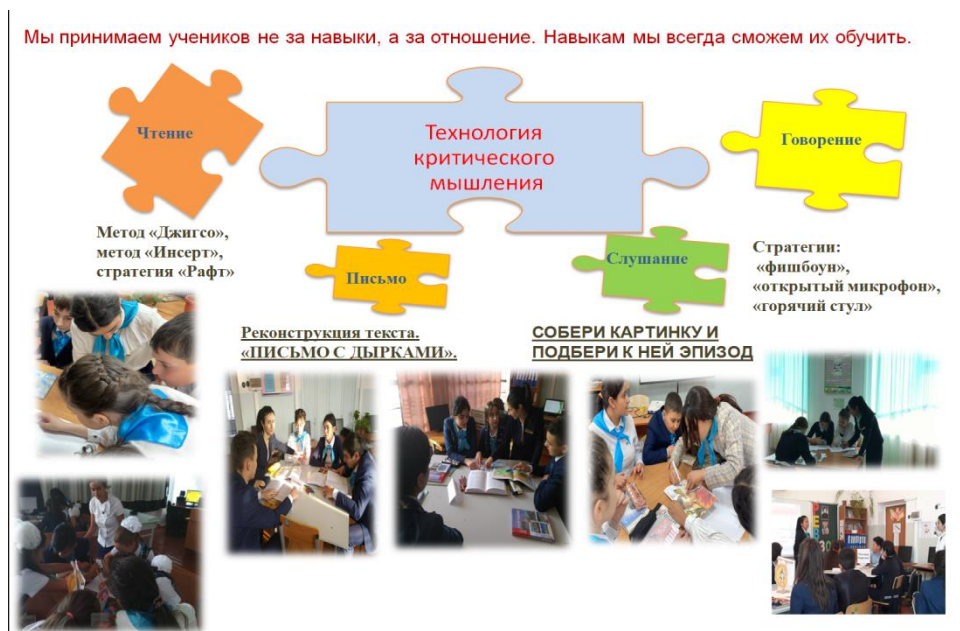 Мы принимаем учеников не за навыки, а за отношение. Навыкам мы всегда сможем их обучить.
Чтение
Технология
критического
мышления
Говорение
Метод «Джигсо»,
метод «Инсерт»,
стратегия «Рафт»
Письмо
Слушание
Стратегии:
«фишбоун»,
«открытый микрофон»,
«горячий стул»
Реконструкция текста.
«ПИСЬМО С ДЫРКАМИ».
СОБЕРИ КАРТИНКУ И
ПОДБЕРИ К НЕЙ ЭПИЗОД